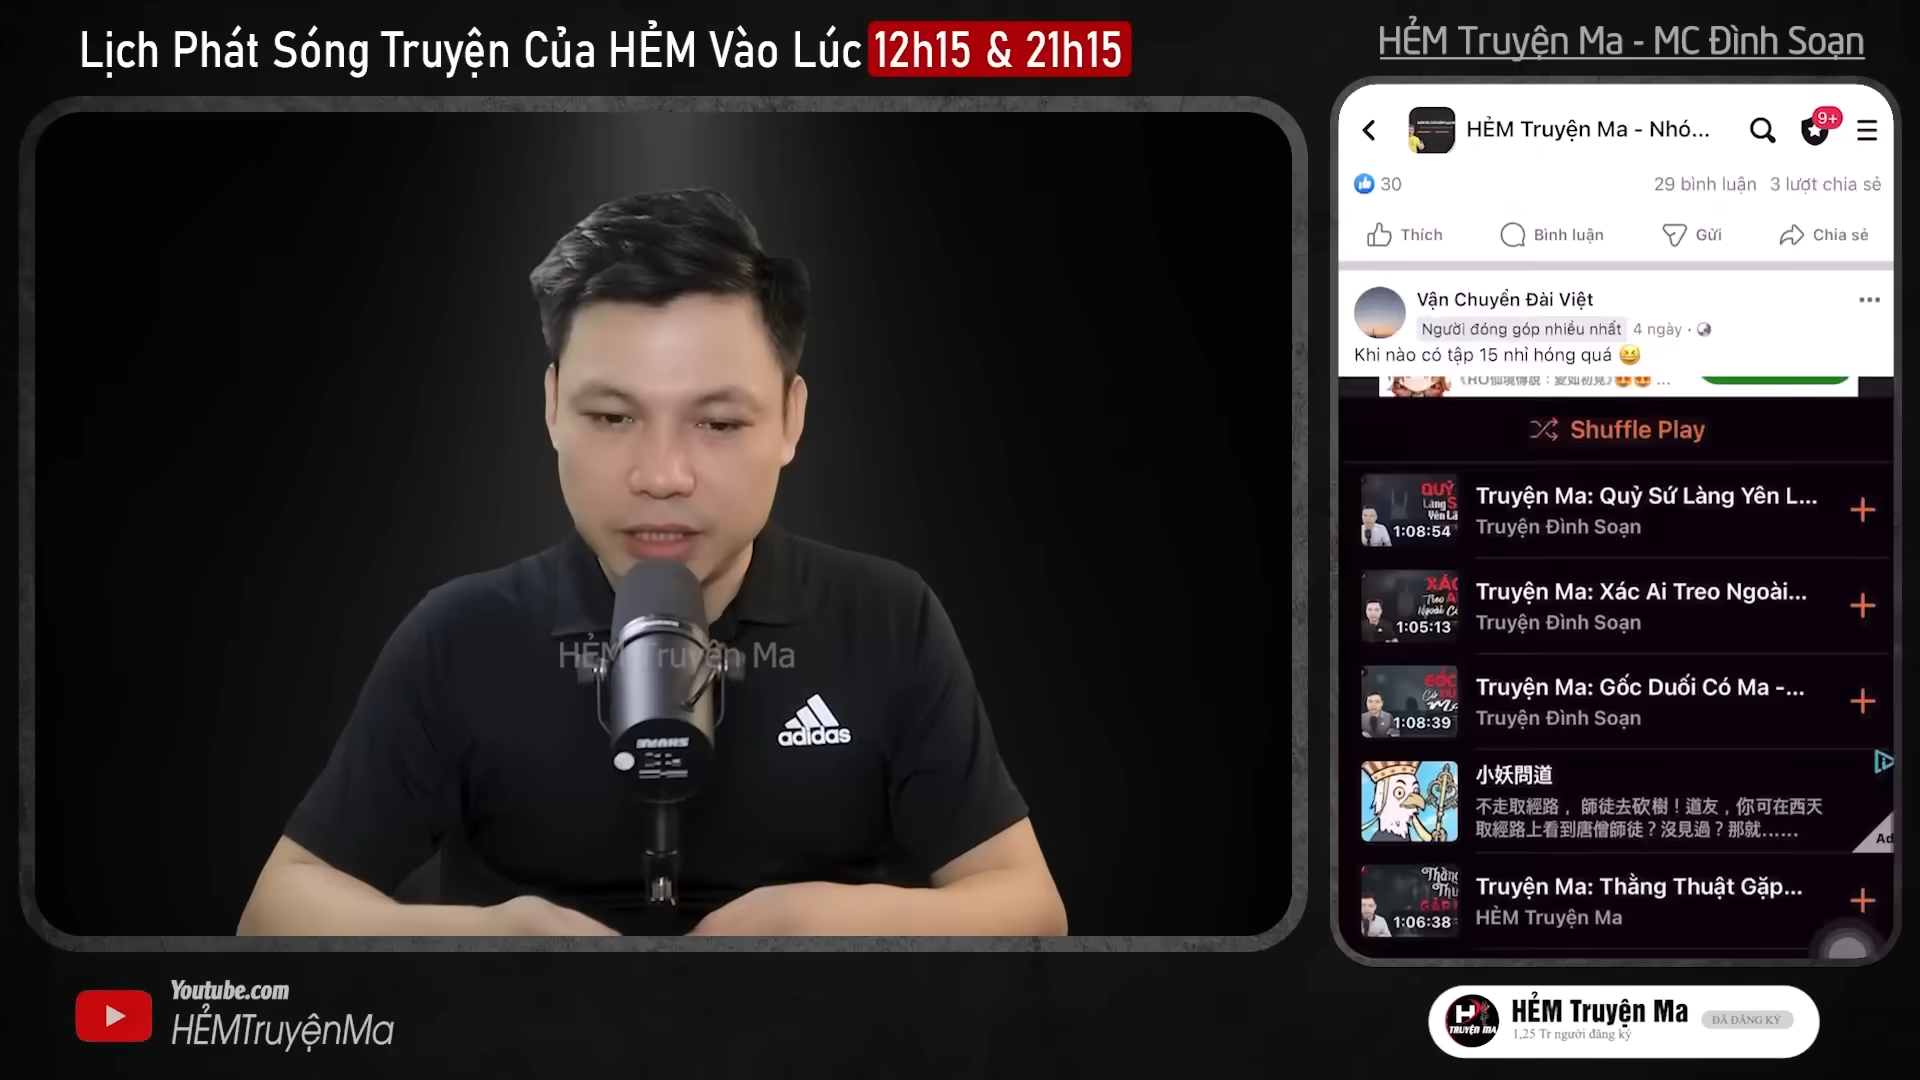 Lịch Phát Sóng Truyện Của HẺM Vào Lúc 12h15 & 21h15
HẺM Truyện Ma - MC Đình Soạn
HẺM Truyện Ma
adidas
SHURE
Youtube.com
HẺMTruyệnMa
HẺM Truyện Ma - Nhó...
9+
30
29 bình luận 3 lượt chia sẻ
Thích Bình luận Gửi Chia sẻ
Vận Chuyển Đài Việt
Người đóng góp nhiều nhất 4 ngày ·
Khi nào có tập 15 nhỉ hóng quá 😆
Shuffle Play
Truyện Ma: Quỷ Sứ Làng Yên L...
Truyện Đình Soạn
1:08:54
Truyện Ma: Xác Ai Treo Ngoài...
Truyện Đình Soạn
1:05:13
Truyện Ma: Gốc Duối Có Ma -...
Truyện Đình Soạn
1:08:39
小妖問道
不走取經路，師徒去砍樹！道友，你可在西天
取經路上看到唐僧師徒？沒見過？那就......
Ad
Truyện Ma: Thằng Thuật Gặp...
HẺM Truyện Ma
1:06:38
H
TRUYỆN MA
HẺM Truyện Ma
1,25 Tr người đăng ký
ĐÃ ĐĂNG KÝ